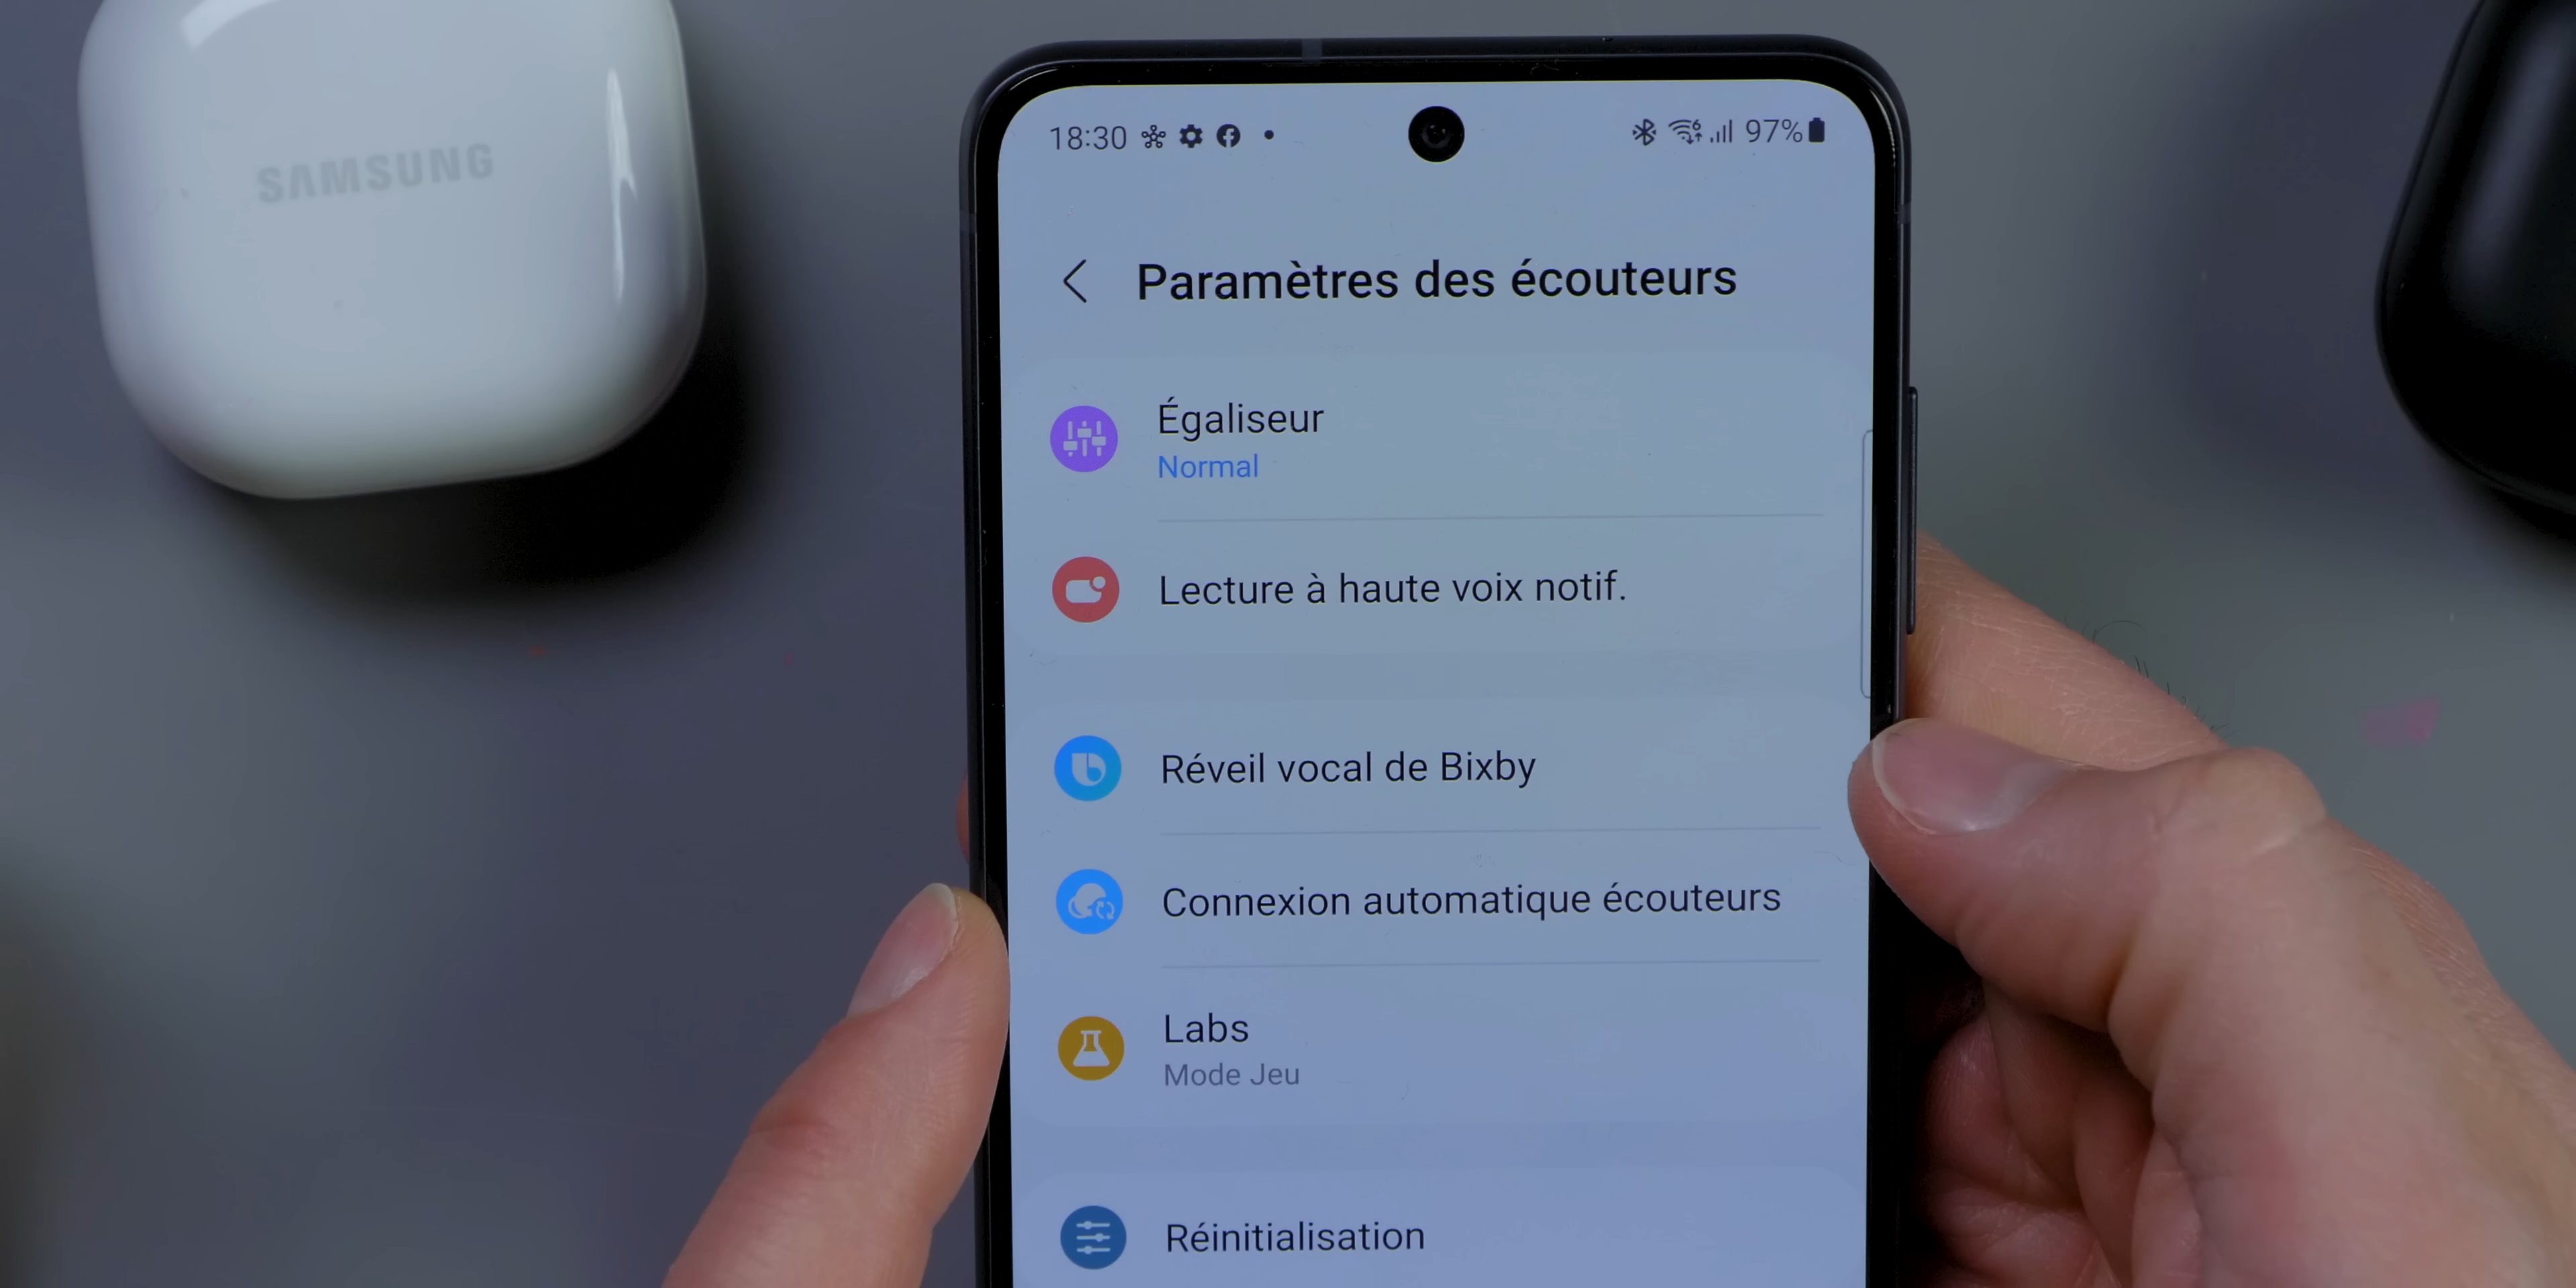 SAMSUNG
18:30
97%
Paramètres des écouteurs
Égaliseur
Normal
Lecture à haute voix notif.
Réveil vocal de Bixby
Connexion automatique écouteurs
Labs
Mode Jeu
Réinitialisation